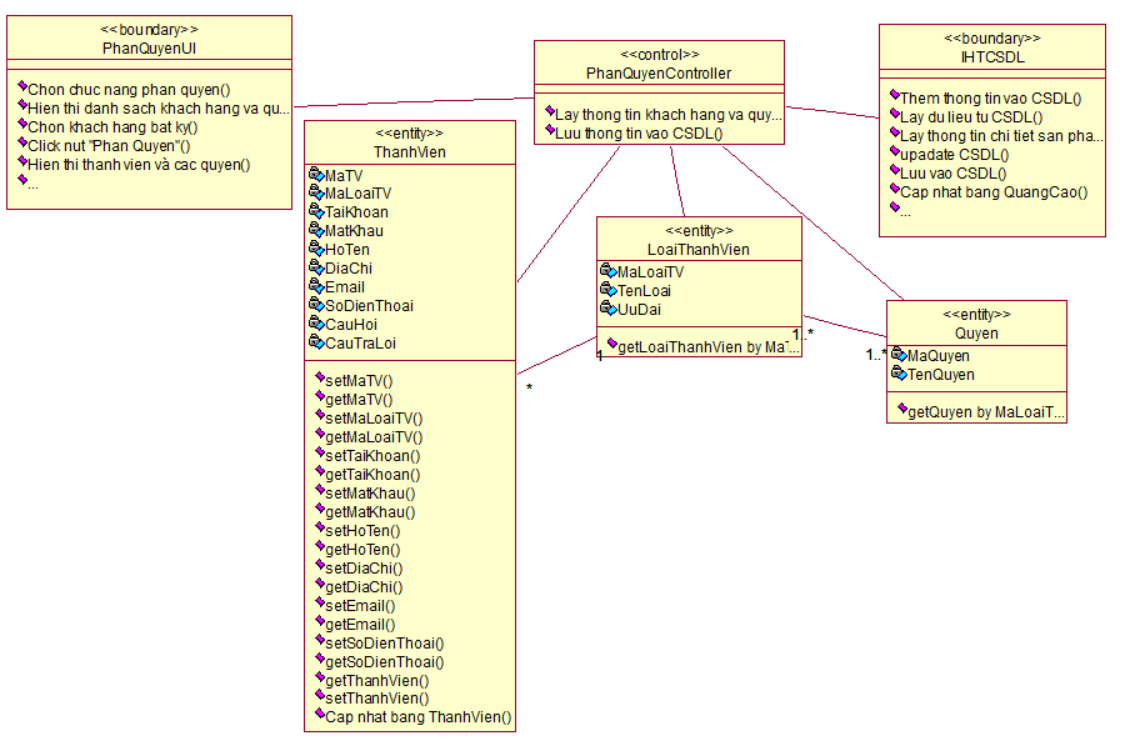 <<boundary>>
PhanQuyenUI
Chon chuc nang phan quyen()
Hien thi danh sach khach hang va qu...
Chon khach hang bat ky()
Click nut "Phan Quyen"()
Hien thi thanh vien và cac quyen()
...
<<control>>
PhanQuyenController
Lay thong tin khach hang va quy...
Luu thong tin vao CSDL()
<<boundary>>
IHTCSDL
Them thong tin vao CSDL()
Lay du lieu tu CSDL()
Lay thong tin chi tiet san pha...
upadate CSDL()
Luu vao CSDL()
Cap nhat bang QuangCao()
...
<<entity>>
ThanhVien
MaTV
MaLoaiTV
TaiKhoan
MatKhau
HoTen
DiaChi
Email
SoDienThoai
CauHoi
CauTraLoi
setMaTV()
getMaTV()
setMaLoaiTV()
getMaLoaiTV()
setTaiKhoan()
getTaiKhoan()
setMatKhau()
getMatKhau()
setHoTen()
getHoTen()
setDiaChi()
getDiaChi()
setEmail()
getEmail()
setSoDienThoai()
getSoDienThoai()
getThanhVien()
setThanhVien()
Cap nhat bang ThanhVien()
<<entity>>
LoaiThanhVien
MaLoaiTV
TenLoai
UuDai
getLoaiThanhVien by MaT...
1
*
1..*
1..*
<<entity>>
Quyen
MaQuyen
TenQuyen
getQuyen by MaLoaiT...